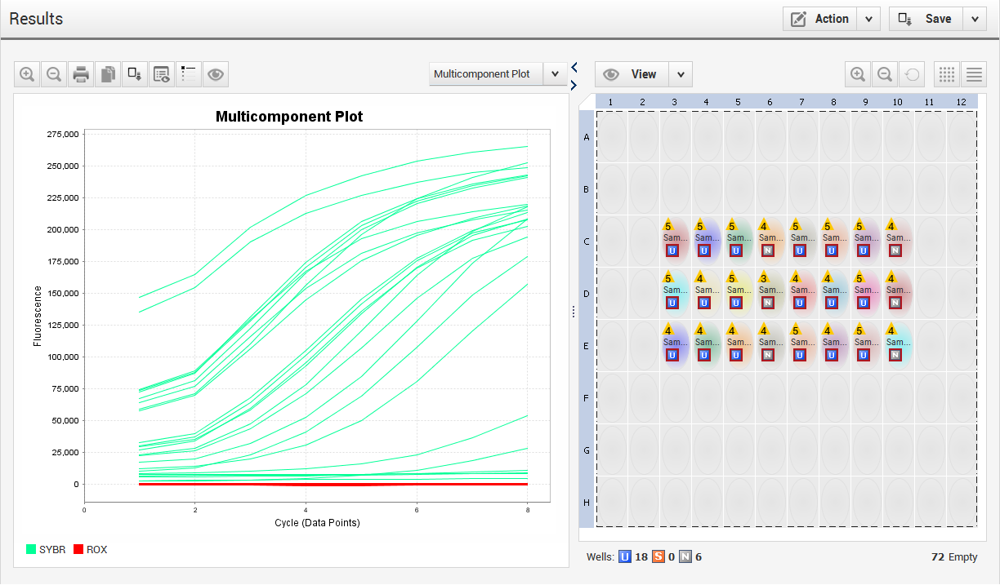 Results
Action
Save
Multicomponent Plot
View
Multicomponent Plot
275,000
250,000
225,000
200,000
175,000
150,000
125,000
100,000
75,000
50,000
25,000
0
Fluorescence
0 2 4 6 8
Cycle (Data Points)
SYBR ROX
1 2 3 4 5 6 7 8 9 10 11 12
A
B
C
5 5 5 4 5 5 5 4
Sam... Sam... Sam... Sam... Sam... Sam... Sam... Sam...
U U U N U U U N
D
5 4 5 3 4 4 5 4
Sam... Sam... Sam... Sam... Sam... Sam... Sam... Sam...
U U U N U U U N
E
4 4 4 4 5 4 5 4
Sam... Sam... Sam... Sam... Sam... Sam... Sam... Sam...
U U U N U U U N
F
G
H
Wells: U 18 S 0 N 6 72 Empty